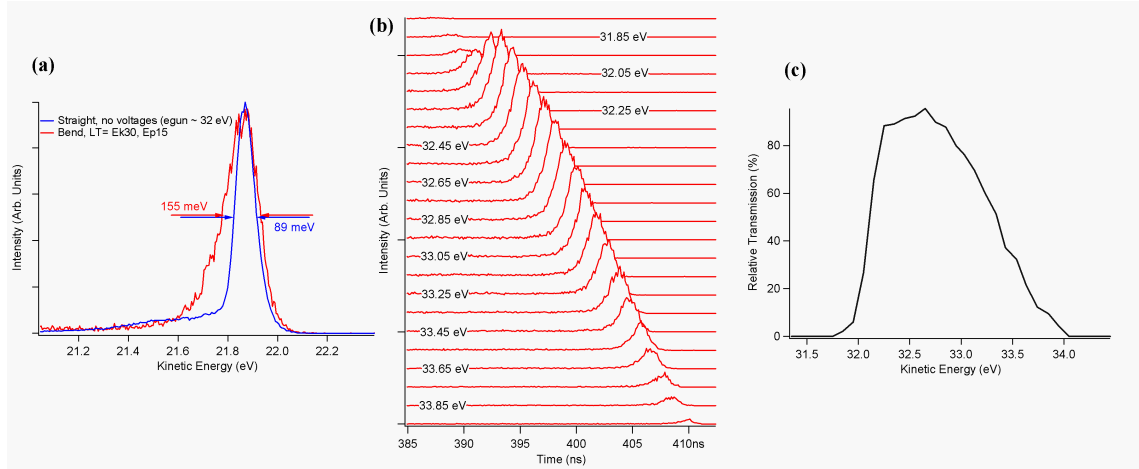 (a)
Intensity (Arb. Units)
Straight, no voltages (egun ~ 32 eV)
Bend, LT= Ek30, Ep15
155 meV
89 meV
21.2 21.4 21.6 21.8 22.0 22.2
Kinetic Energy (eV)
(b)
Intensity (Arb. Units)
31.85 eV
32.05 eV
32.25 eV
32.45 eV
32.65 eV
32.85 eV
33.05 eV
33.25 eV
33.45 eV
33.65 eV
33.85 eV
385 390 395 400 405 410ns
Time (ns)
(c)
Relative Transmission (%)
80
60
40
20
0
31.5 32.0 32.5 33.0 33.5 34.0
Kinetic Energy (eV)